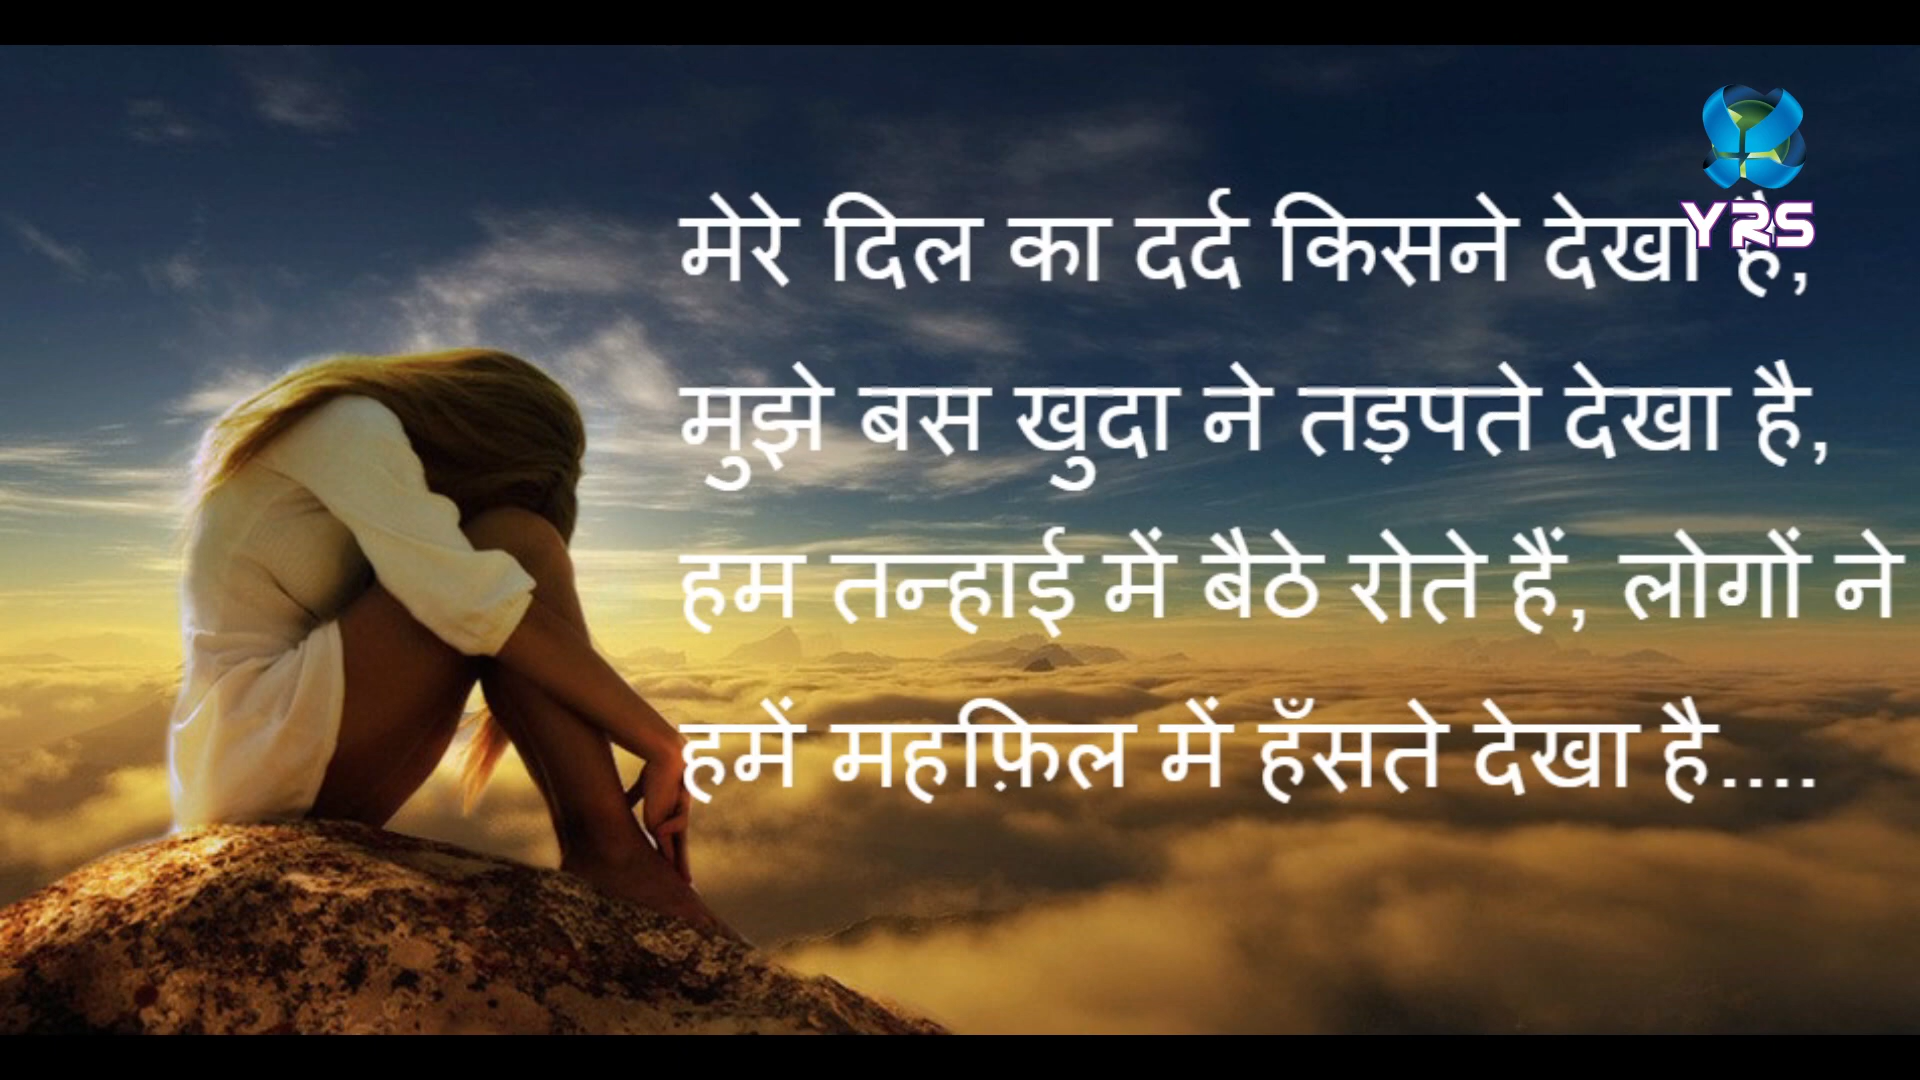 YRS
मेरे दिल का दर्द किसने देखा है,
मुझे बस खुदा ने तड़पते देखा है,
हम तन्हाई में बैठे रोते हैं, लोगों ने
हमें महफ़िल में हँसते देखा है....